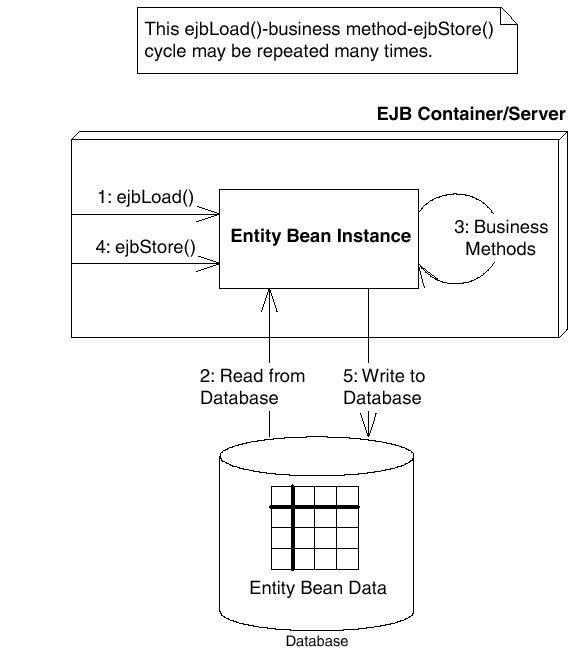 This ejbLoad()-business method-ejbStore()
cycle may be repeated many times.
EJB Container/Server
1: ejbLoad()
4: ejbStore()
Entity Bean Instance
3: Business
Methods
2: Read from
Database
5: Write to
Database
Entity Bean Data
Database